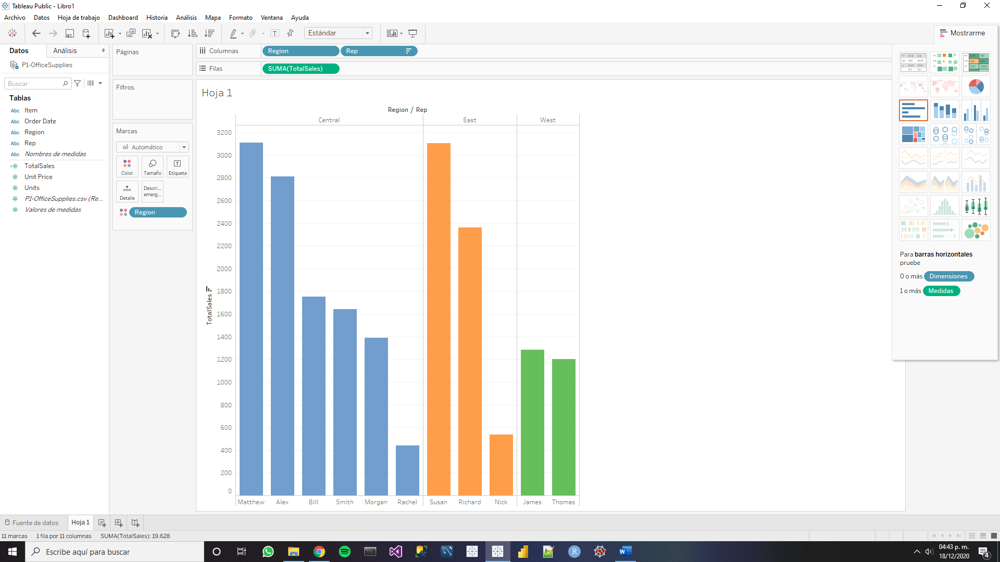 Tableau Public - Libro1
Archivo Datos Hoja de trabajo Dashboard Historia Análisis Mapa Formato Ventana Ayuda
Estándar
Mostrarme
Datos Análisis
P1-OfficeSupplies
Buscar
Tablas
Abc Item
Abc Order Date
Abc Region
Abc Rep
Abc Nombres de medidas
TotalSales
Unit Price
Units
P1-OfficeSupplies.csv (Re...
Valores de medidas
Páginas
Filtros
Marcas
Automático
Color Tamaño Etiqueta
Detalle Descri... emerg...
Region
Columnas Region Rep
Filas SUMA(TotalSales)
Hoja 1
Region / Rep
Central East West
3200
3000
2800
2600
2400
2200
2000
1800
1600
1400
1200
1000
800
600
400
200
0
TotalSales
Matthew Alex Bill Smith Morgan Rachel Susan Richard Nick James Thomas
Para barras horizontales
pruebe
0 o más Dimensiones
1 o más Medidas
Fuente de datos Hoja 1
11 marcas 1 fila por 11 columnas SUMA(TotalSales): 19,628
Escribe aquí para buscar
04:43 p. m.
18/12/2020
4